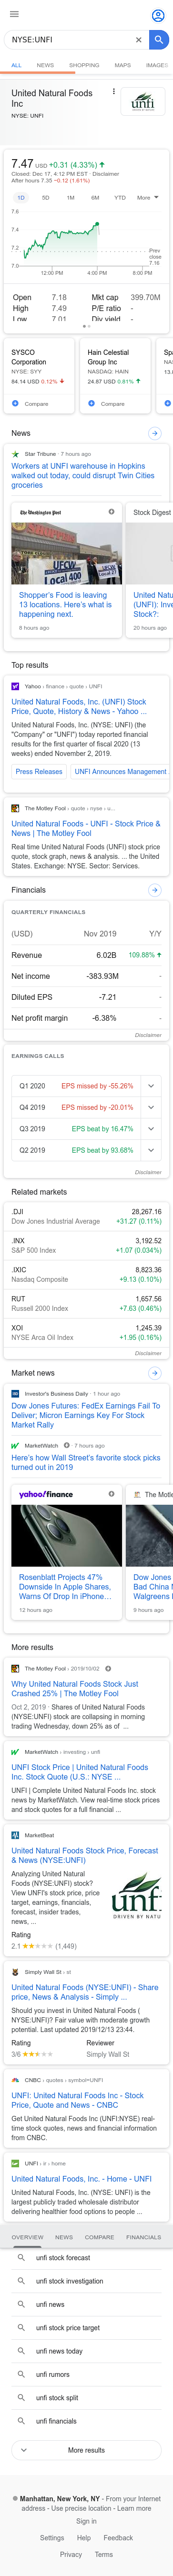 NYSE:UNFI
ALL NEWS SHOPPING MAPS IMAGES
United Natural Foods Inc
NYSE: UNFI
7.47 USD +0.31 (4.33%)
Closed: Dec 17, 4:12 PM EST · Disclaimer
After hours 7.35 −0.12 (1.61%)
1D 5D 1M 6M YTD More
7.6
7.4
7.2
7.0
Prev close 7.16
12:00 PM 4:00 PM 8:00 PM
Open 7.18 Mkt cap 399.70M
High 7.49 P/E ratio -
Low 7.01 Div yield -
SYSCO Corporation
NYSE: SYY
84.14 USD 0.12%
Compare
Hain Celestial Group Inc
NASDAQ: HAIN
24.87 USD 0.81%
Compare
News
Star Tribune · 7 hours ago
Workers at UNFI warehouse in Hopkins
walked out today, could disrupt Twin Cities
groceries
The Washington Post
Shopper's Food is leaving
13 locations. Here's what is
happening next.
8 hours ago
Stock Digest
United Natu
(UNFI): Inve
Stock?:
20 hours ago
Top results
Yahoo › finance › quote › UNFI
United Natural Foods, Inc. (UNFI) Stock
Price, Quote, History & News - Yahoo ...
United Natural Foods, Inc. (NYSE: UNFI) (the
"Company" or "UNFI") today reported financial
results for the first quarter of fiscal 2020 (13
weeks) ended November 2, 2019.
Press Releases UNFI Announces Management
The Motley Fool › quote › nyse › u...
United Natural Foods - UNFI - Stock Price &
News | The Motley Fool
Real time United Natural Foods (UNFI) stock price
quote, stock graph, news & analysis. ... the United
States. Exchange: NYSE. Sector: Services.
Financials
QUARTERLY FINANCIALS
(USD) Nov 2019 Y/Y
Revenue 6.02B 109.88%
Net income -383.93M -
Diluted EPS -7.21 -
Net profit margin -6.38% -
Disclaimer
EARNINGS CALLS
Q1 2020 EPS missed by -55.26%
Q4 2019 EPS missed by -20.01%
Q3 2019 EPS beat by 16.47%
Q2 2019 EPS beat by 93.68%
Disclaimer
Related markets
.DJI 28,267.16
Dow Jones Industrial Average +31.27 (0.11%)
.INX 3,192.52
S&P 500 Index +1.07 (0.034%)
.IXIC 8,823.36
Nasdaq Composite +9.13 (0.10%)
RUT 1,657.56
Russell 2000 Index +7.63 (0.46%)
XOI 1,245.39
NYSE Arca Oil Index +1.95 (0.16%)
Disclaimer
Market news
Investor's Business Daily · 1 hour ago
Dow Jones Futures: FedEx Earnings Fail To
Deliver; Micron Earnings Key For Stock
Market Rally
MarketWatch · 7 hours ago
Here's how Wall Street's favorite stock picks
turned out in 2019
yahoo!finance
Rosenblatt Projects 47%
Downside In Apple Shares,
Warns Of Drop In iPhone…
12 hours ago
The Motle
Dow Jones
Bad China N
Walgreens F
9 hours ago
More results
The Motley Fool › 2019/10/02
Why United Natural Foods Stock Just
Crashed 25% | The Motley Fool
Oct 2, 2019 · Shares of United Natural Foods
(NYSE:UNFI) stock are collapsing in morning
trading Wednesday, down 25% as of ...
MarketWatch › investing › unfi
UNFI Stock Price | United Natural Foods
Inc. Stock Quote (U.S.: NYSE ...
UNFI | Complete United Natural Foods Inc. stock
news by MarketWatch. View real-time stock prices
and stock quotes for a full financial ...
MarketBeat
United Natural Foods Stock Price, Forecast
& News (NYSE:UNFI)
Analyzing United Natural
Foods (NYSE:UNFI) stock?
View UNFI's stock price, price
target, earnings, financials,
forecast, insider trades,
news, ...
unfi
DRIVEN BY NATURE
Rating
2.1 (1,449)
Simply Wall St › st
United Natural Foods (NYSE:UNFI) - Share
price, News & Analysis - Simply ...
Should you invest in United Natural Foods (
NYSE:UNFI)? Fair value with immediate growth
potential. Last updated 2019/12/13 23:44.
Rating Reviewer
3/6 Simply Wall St
CNBC › quotes › symbol=UNFI
UNFI: United Natural Foods Inc - Stock
Price, Quote and News - CNBC
Get United Natural Foods Inc (UNFI:NYSE) real-
time stock quotes, news and financial information
from CNBC.
UNFI › ir › home
United Natural Foods, Inc. - Home - UNFI
United Natural Foods, Inc. (NYSE: UNFI) is the
largest publicly traded wholesale distributor
delivering healthier food options to people ...
OVERVIEW NEWS COMPARE FINANCIALS
unfi stock forecast
unfi stock investigation
unfi news
unfi stock price target
unfi news today
unfi rumors
unfi stock split
unfi financials
More results
Manhattan, New York, NY - From your Internet
address - Use precise location - Learn more
Sign in
Settings Help Feedback
Privacy Terms